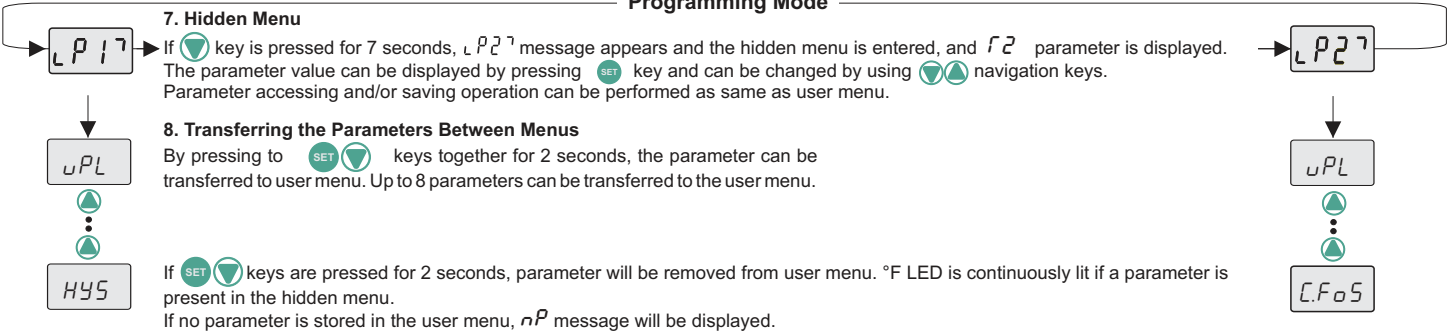 Programming Mode
7. Hidden Menu
LP1
If key is pressed for 7 seconds, LP2 message appears and the hidden menu is entered, and r2 parameter is displayed.
LP2
The parameter value can be displayed by pressing SET key and can be changed by using navigation keys.
Parameter accessing and/or saving operation can be performed as same as user menu.
8. Transferring the Parameters Between Menus
uPL
By pressing to SET keys together for 2 seconds, the parameter can be
uPL
transferred to user menu. Up to 8 parameters can be transferred to the user menu.
HYS
If SET keys are pressed for 2 seconds, parameter will be removed from user menu. °F LED is continuously lit if a parameter is
C.FoS
present in the hidden menu.
If no parameter is stored in the user menu, nP message will be displayed.